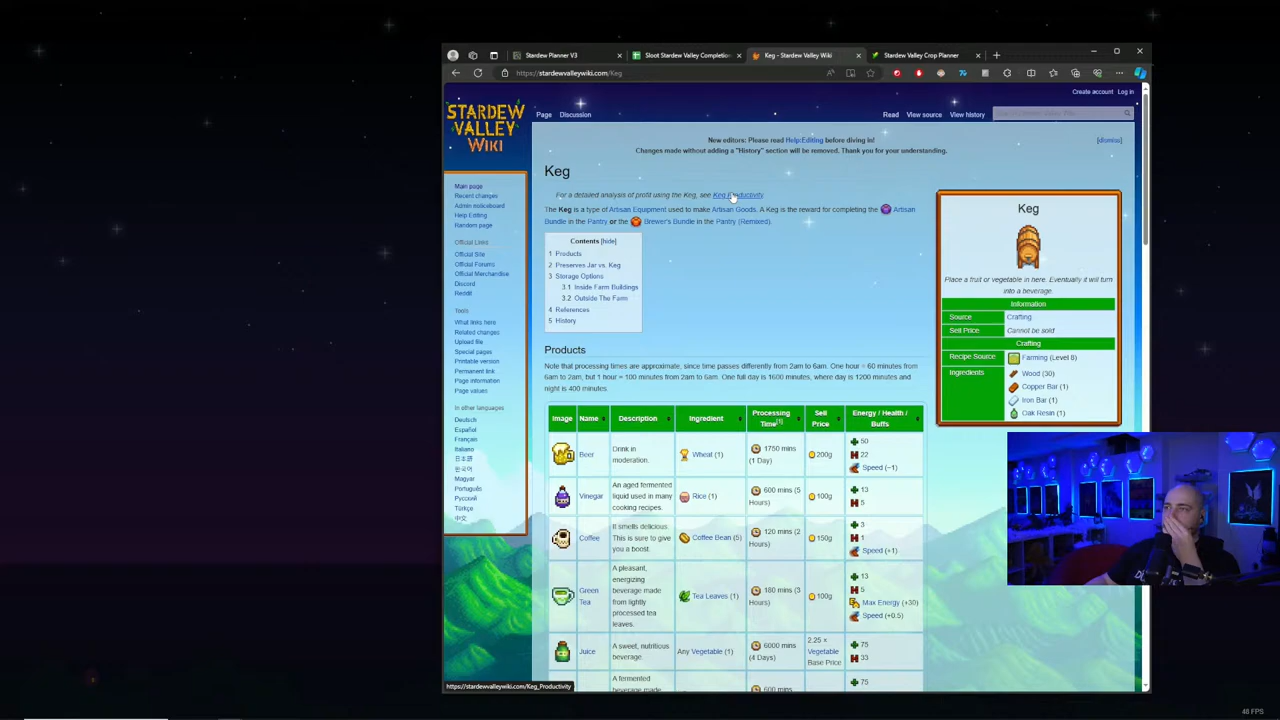 Stardew Planner V3
Sloot Stardew Valley Completion
Keg - Stardew Valley Wiki
Stardew Valley Crop Planner
https://stardewvalleywiki.com/Keg
Create account Log in
STARDEW
VALLEY
WIKI
Page Discussion
Read View source View history
New editors: Please read Help:Editing before diving in!
Changes made without adding a "History" section will be removed. Thank you for your understanding.
[dismiss]
Main page
Recent changes
Admin noticeboard
Help Editing
Random page
Official Links
Official Site
Official Forums
Official Merchandise
Discord
Reddit
Tools
What links here
Related changes
Upload file
Special pages
Printable version
Permanent link
Page information
Page values
In other languages
Deutsch
Español
Français
Italiano
日本語
한국어
Magyar
Português
Русский
Türkçe
中文
Keg
For a detailed analysis of profit using the Keg, see Keg Productivity
The Keg is a type of Artisan Equipment used to make Artisan Goods. A Keg is the reward for completing the Artisan
Bundle in the Pantry or the Brewer's Bundle in the Pantry (Remixed).
Contents [hide]
1 Products
2 Preserves Jar vs. Keg
3 Storage Options
3.1 Inside Farm Buildings
3.2 Outside The Farm
4 References
5 History
Keg
Place a fruit or vegetable in here. Eventually it will turn
into a beverage.
Information
Source Crafting
Sell Price Cannot be sold
Crafting
Recipe Source Farming (Level 8)
Ingredients Wood (30)
Copper Bar (1)
Iron Bar (1)
Oak Resin (1)
Products
Note that processing times are approximate, since time passes differently from 2am to 6am. One hour = 60 minutes from
6am to 2am, but 1 hour = 100 minutes from 2am to 6am. One full day is 1600 minutes, where day is 1200 minutes and
night is 400 minutes.
Image Name Description Ingredient Processing Time[1] Sell Price Energy / Health / Buffs
Beer
Drink in
moderation.
Wheat (1)
1750 mins
(1 Day)
200g
50
22
Speed (−1)
Vinegar
An aged fermented
liquid used in many
cooking recipes.
Rice (1)
600 mins (5
Hours)
100g
13
5
Coffee
It smells delicious.
This is sure to give
you a boost.
Coffee Bean (5)
120 mins (2
Hours)
150g
3
1
Speed (+1)
Green
Tea
A pleasant,
energizing
beverage made
from lightly
processed tea
leaves.
Tea Leaves (1)
180 mins (3
Hours)
100g
13
5
Max Energy (+30)
Speed (+0.5)
Juice
A sweet, nutritious
beverage.
Any Vegetable (1)
6000 mins
(4 Days)
2.25 ×
Vegetable
Base Price
75
33
A fermented
beverage made
600 mins
75
https://stardewvalleywiki.com/Keg_Productivity
48 FPS